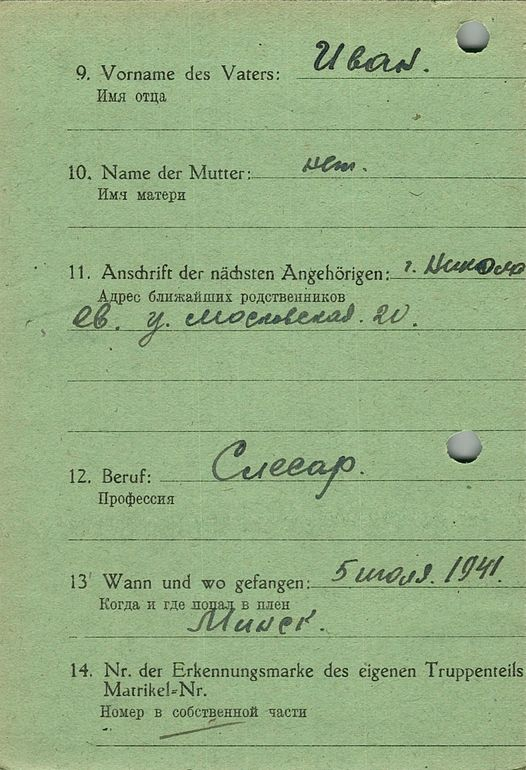 9. Vorname des Vaters: Иван.
Имя отца
10. Name der Mutter: нет.
Имя матери
11. Anschrift der nächsten Angehörigen: г. Никола
Адрес ближайших родственников
ев. у. Московская. 20.
12. Beruf: Слесар.
Профессия
13 Wann und wo gefangen: 5 июля. 1941.
Когда и где попал в плен
Минск.
14. Nr. der Erkennungsmarke des eigenen Truppenteils
Matrikel-Nr.
Номер в собственной части